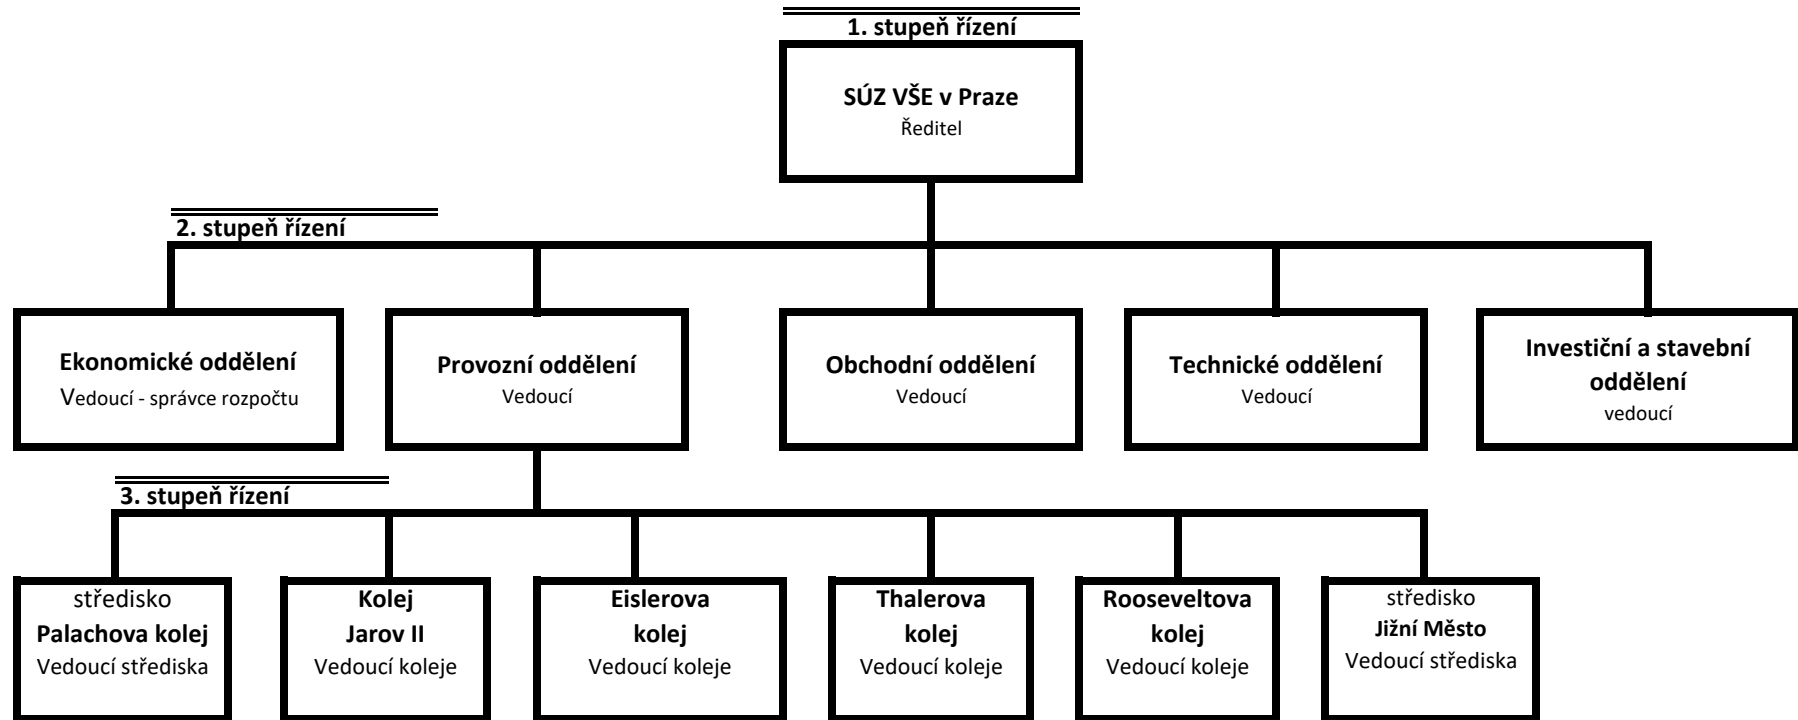 1. stupeň řízení
SÚZ VŠE v Praze
Ředitel
2. stupeň řízení
Ekonomické oddělení
Vedoucí - správce rozpočtu
Provozní oddělení
Vedoucí
Obchodní oddělení
Vedoucí
Technické oddělení
Vedoucí
Investiční a stavební
oddělení
vedoucí
3. stupeň řízení
středisko
Palachova kolej
Vedoucí střediska
Kolej
Jarov II
Vedoucí koleje
Eislerova
kolej
Vedoucí koleje
Thalerova
kolej
Vedoucí koleje
Rooseveltova
kolej
Vedoucí koleje
středisko
Jižní Město
Vedoucí střediska